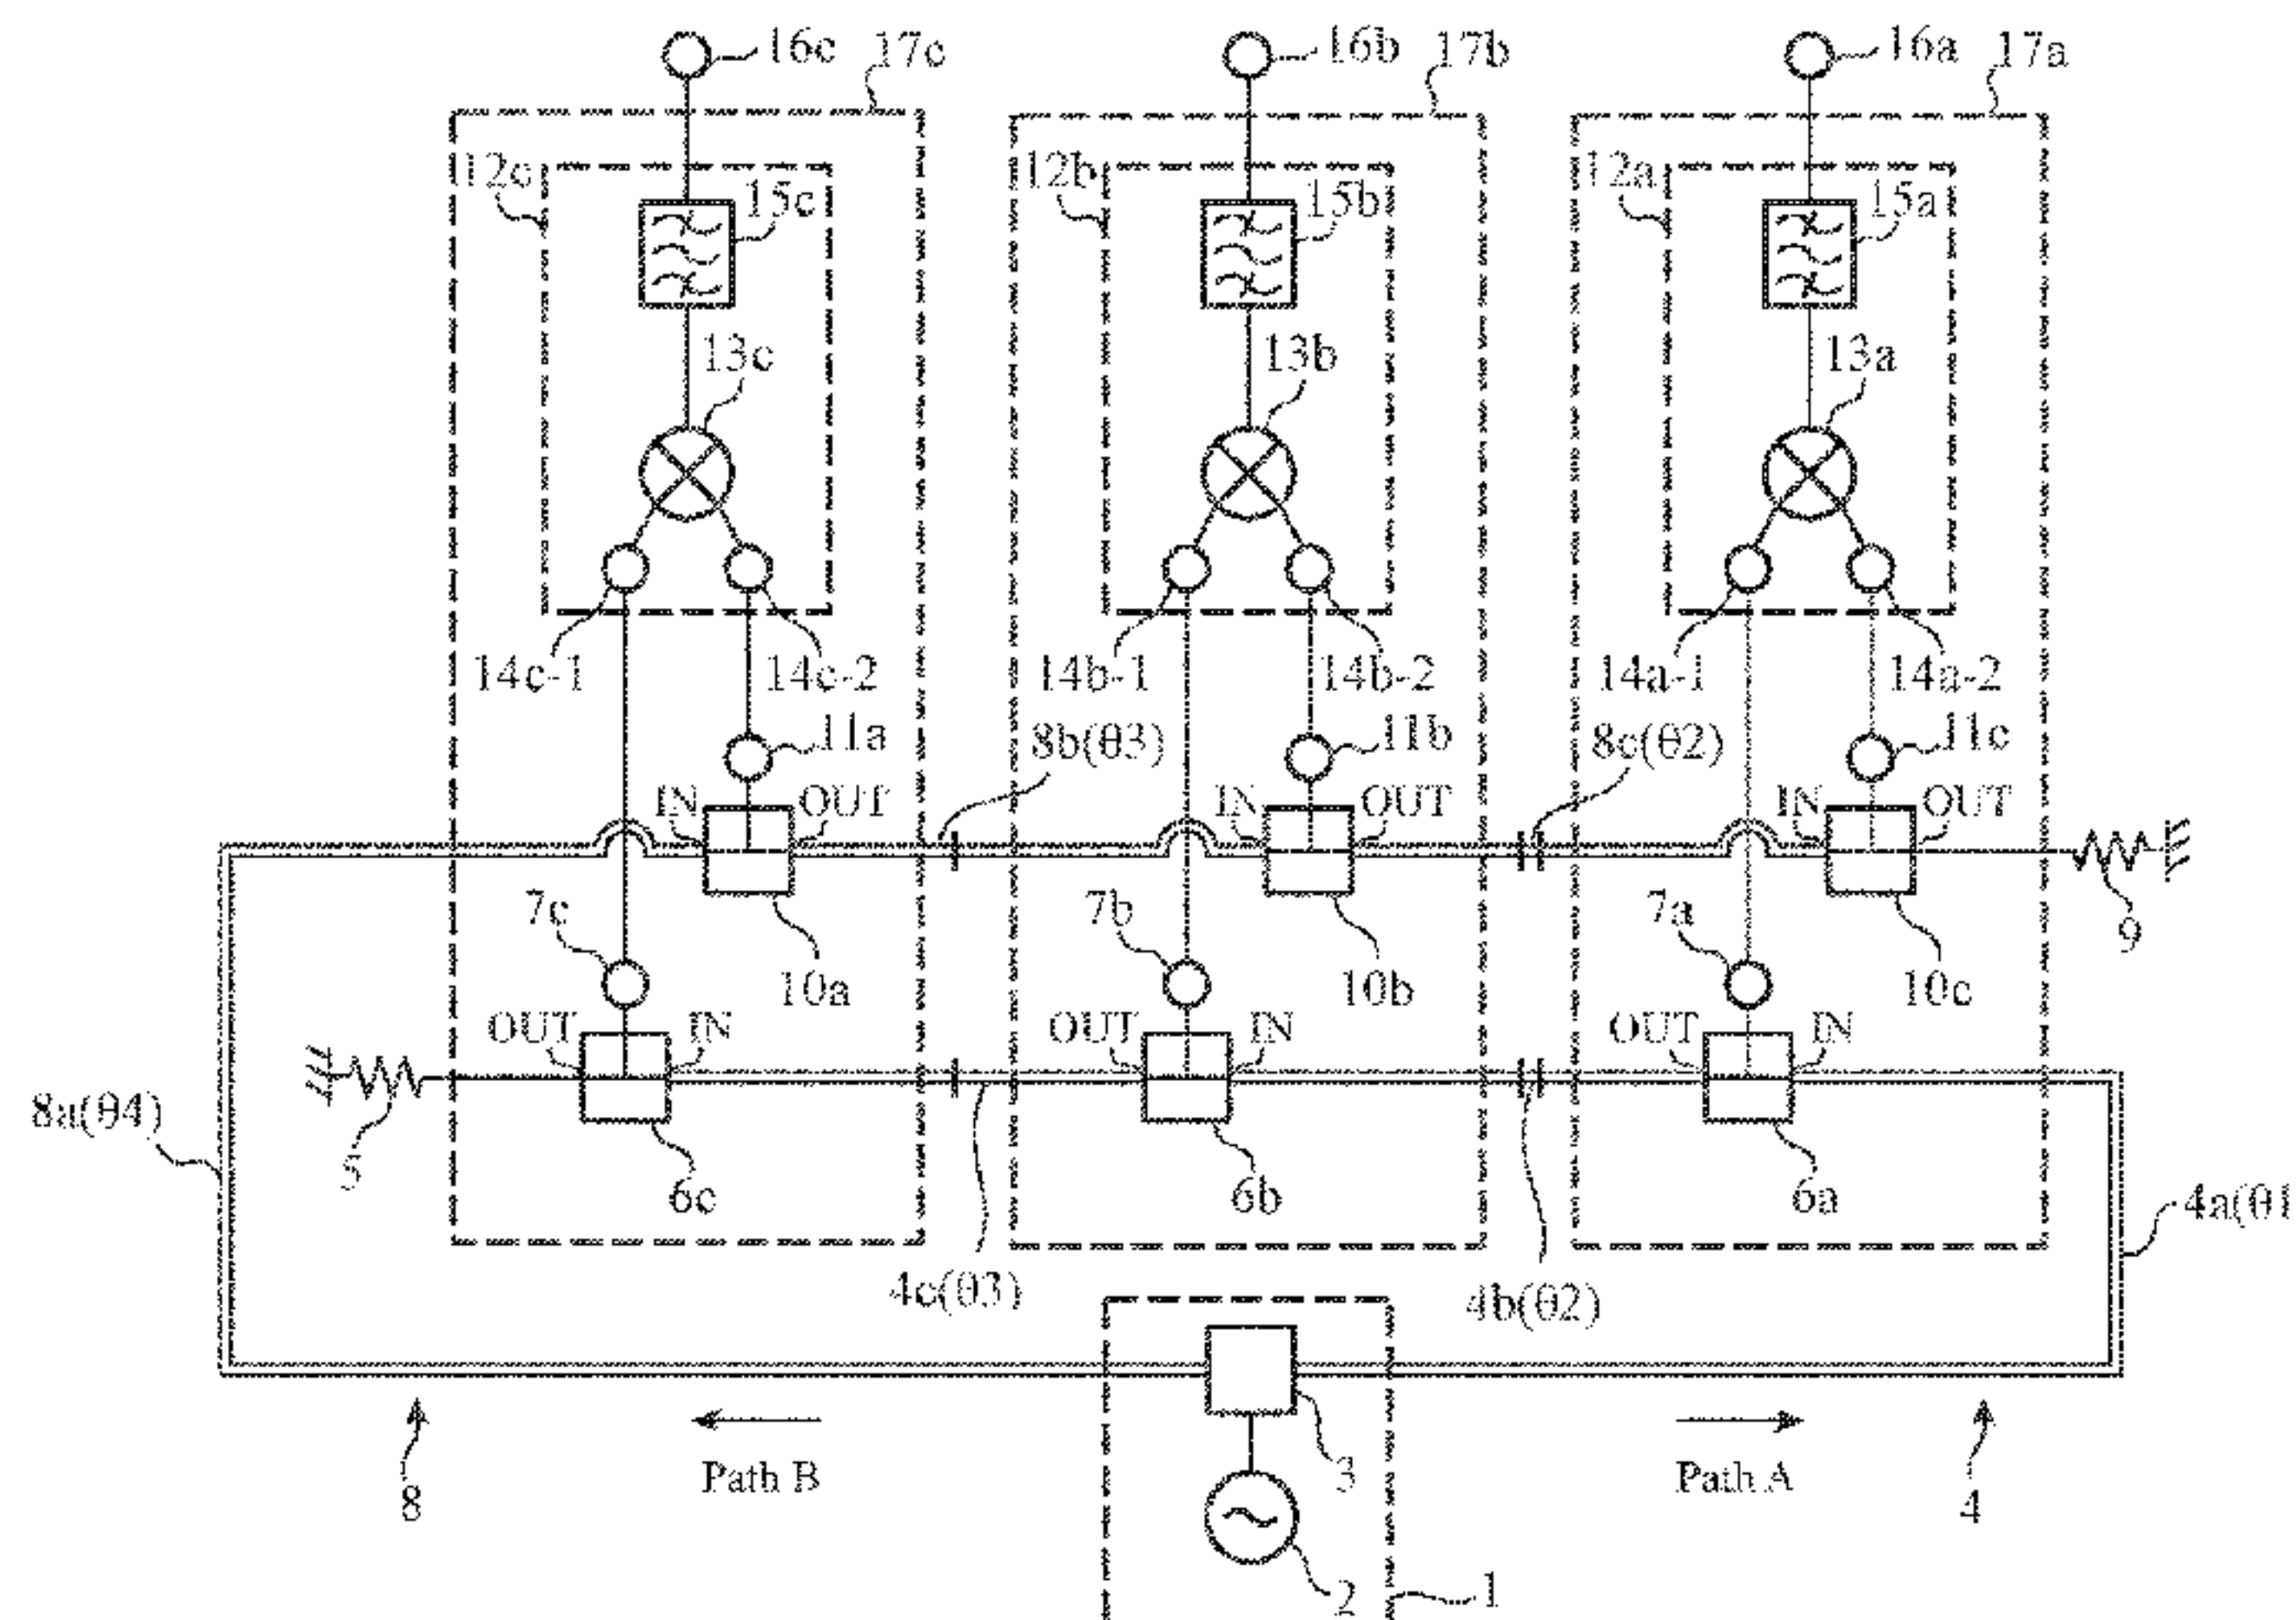 16c 17c 16b 17b 16a 17a
12c 15c 12b 15b 12a 15a
13c 13b 13a
14c-1 14c-2 14b-1 14b-2 14a-1 14a-2
11a 8b(θ3) 11b 8c(θ2) 11c
IN OUT IN OUT IN OUT
7c 10a 7b 10b 7a 10c 9
OUT IN OUT IN OUT IN
8a(θ4) 5 6c 6b 6a 4a(θ1
4c(θ3) 4b(θ2)
8 Path B 3 Path A 4
2 1